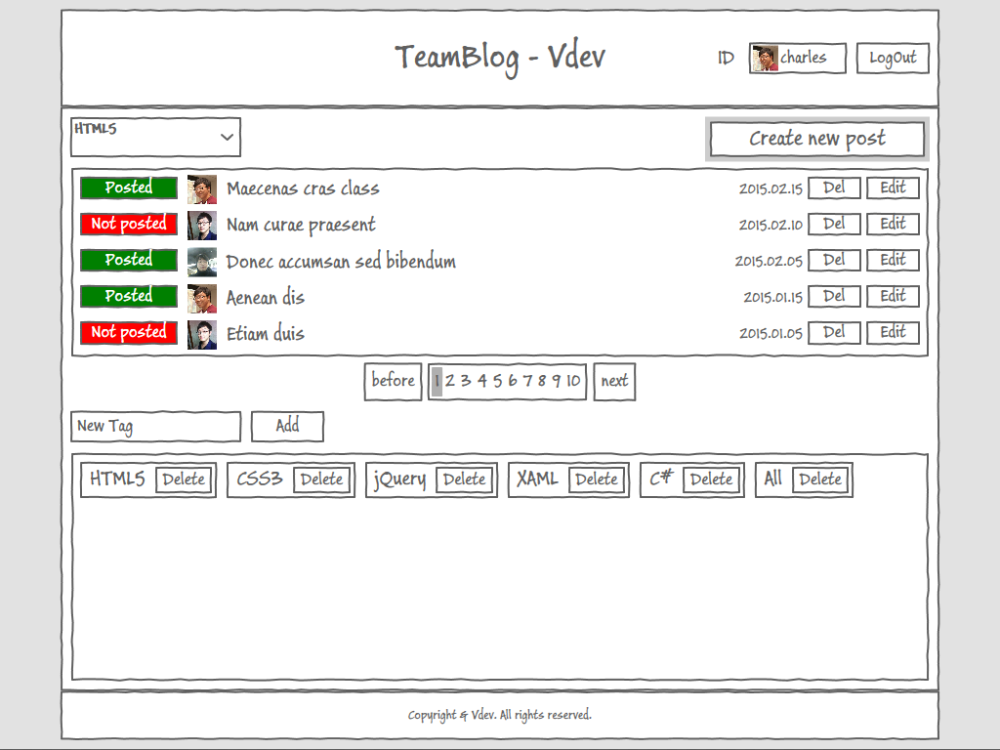 TeamBlog - Vdev
ID charles LogOut
HTML5
Create new post
Posted Maecenas cras class 2015.02.15 Del Edit
Not posted Nam curae praesent 2015.02.10 Del Edit
Posted Donec accumsan sed bibendum 2015.02.05 Del Edit
Posted Aenean dis 2015.01.15 Del Edit
Not posted Etiam duis 2015.01.05 Del Edit
before 1 2 3 4 5 6 7 8 9 10 next
New Tag Add
HTML5 Delete CSS3 Delete jQuery Delete XAML Delete C# Delete All Delete
Copyright & Vdev. All rights reserved.